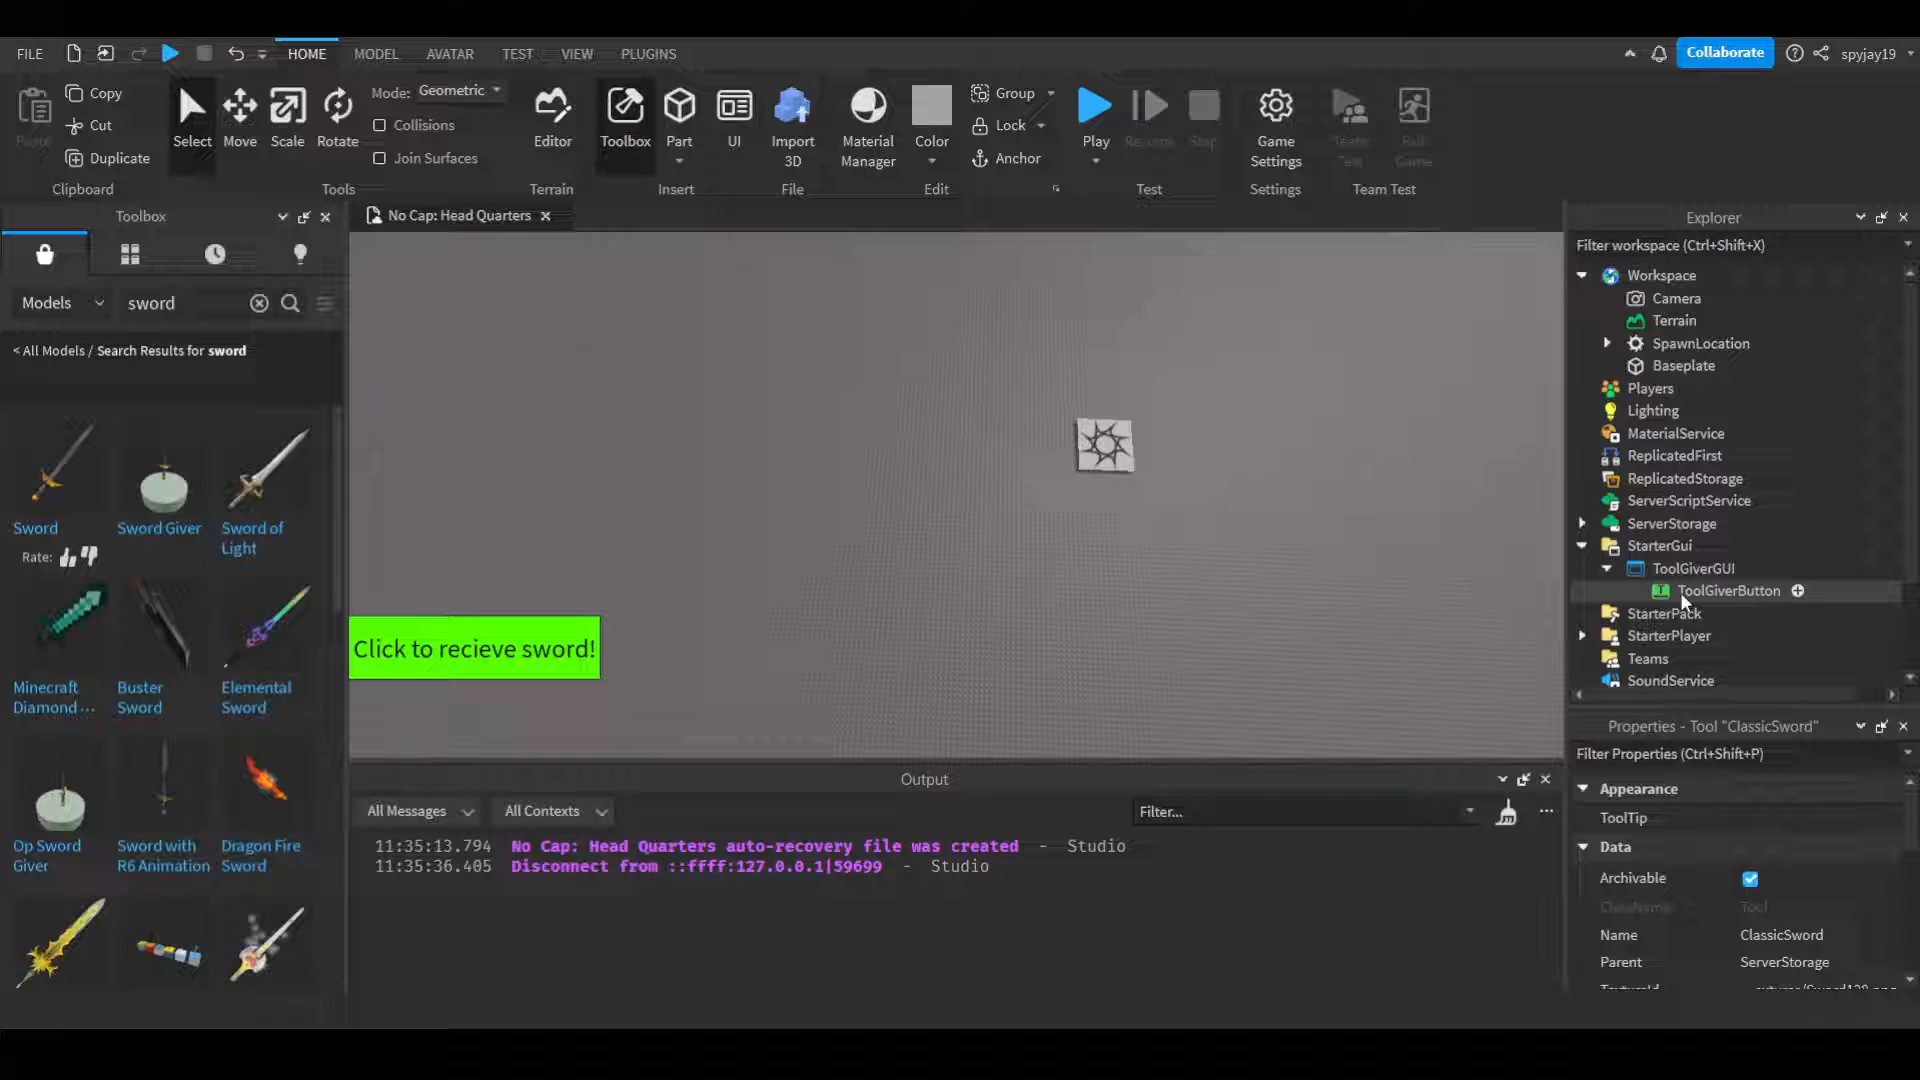 FILE
HOME
MODEL
AVATAR
TEST
VIEW
PLUGINS
Collaborate
spyjay19
Copy
Cut
Duplicate
Clipboard
Select
Move
Scale
Rotate
Mode: Geometric
Collisions
Join Surfaces
Tools
Editor
Terrain
Toolbox
Part
UI
Insert
Import
3D
File
Material
Manager
Color
Edit
Group
Lock
Anchor
Play
Stop
Test
Game
Settings
Settings
Team
Test
Game
Team Test
Toolbox
Models
sword
< All Models / Search Results for sword
Sword
Rate:
Sword Giver
Sword of
Light
Minecraft
Diamond ...
Buster
Sword
Elemental
Sword
Op Sword
Giver
Sword with
R6 Animation
Dragon Fire
Sword
No Cap: Head Quarters
Click to recieve sword!
Output
All Messages
All Contexts
Filter...
11:35:13.794 No Cap: Head Quarters auto-recovery file was created - Studio
11:35:36.405 Disconnect from ::ffff:127.0.0.1|59699 - Studio
Explorer
Filter workspace (Ctrl+Shift+X)
Workspace
Camera
Terrain
SpawnLocation
Baseplate
Players
Lighting
MaterialService
ReplicatedFirst
ReplicatedStorage
ServerScriptService
ServerStorage
StarterGui
ToolGiverGUI
ToolGiverButton
StarterPack
StarterPlayer
Teams
SoundService
Properties - Tool "ClassicSword"
Filter Properties (Ctrl+Shift+P)
Appearance
ToolTip
Data
Archivable
ClassName Tool
Name ClassicSword
Parent ServerStorage